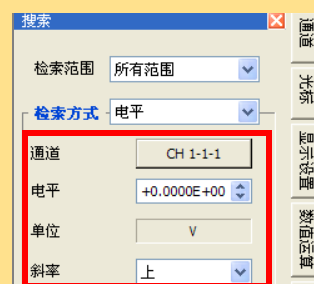 搜索
检索范围 所有范围
检索方式 电平
通道 CH 1-1-1
电平 +0.0000E+00
单位 V
斜率 上
通道
光标
显示设置
数值运算